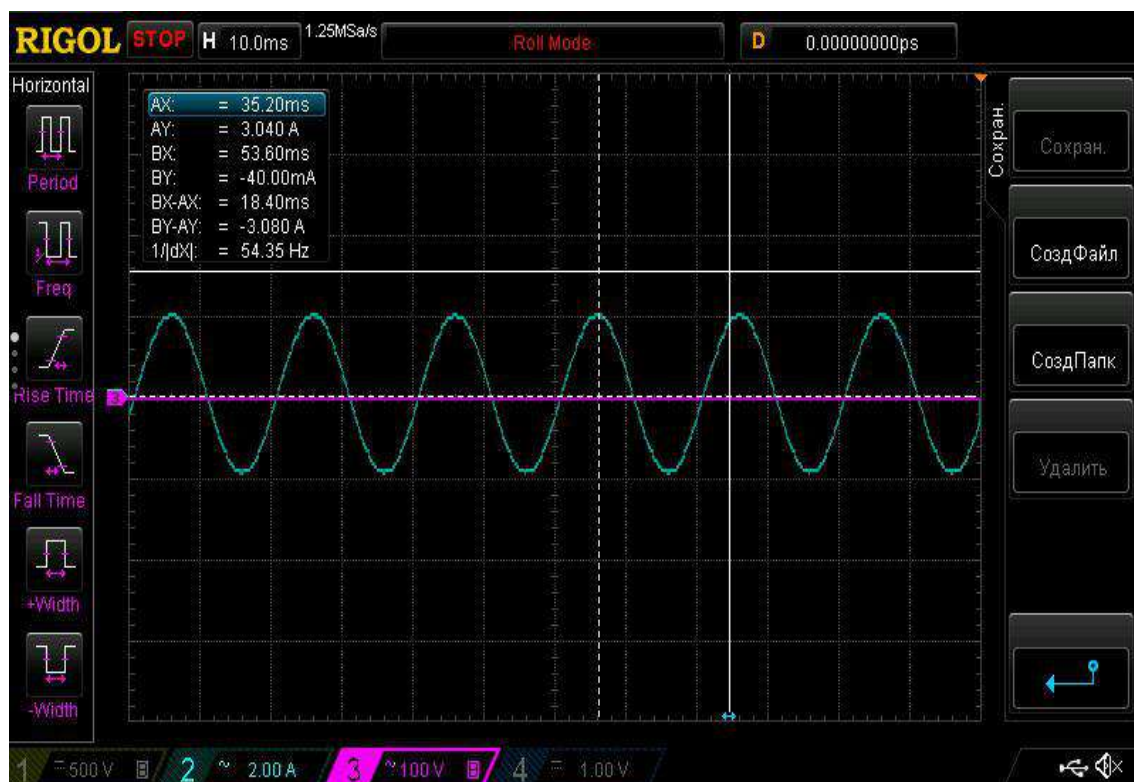 RIGOL STOP H 10.0ms 1.25MSa/s Roll Mode D 0.00000000ps
Horizontal
Period
Freq
Rise Time
Fall Time
+Width
-Width
AX: = 35.20ms
AY: = 3.040 A
BX: = 53.60ms
BY: = -40.00mA
BX-AX: = 18.40ms
BY-AY: = -3.080 A
1/|dX|: = 54.35 Hz
3
Сохран.
Сохран.
СоздФайл
СоздПапк
Удалить
1 500 V B 2 ~ 2.00 A 3 ~100 V B 4 = 1.00 V